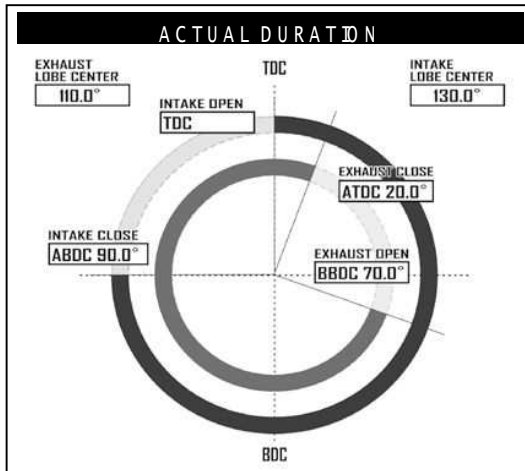 ACTUAL DURATION
EXHAUST
LOBE CENTER
110.0°
TDC
INTAKE
LOBE CENTER
130.0°
INTAKE OPEN
TDC
EXHAUST CLOSE
ATDC 20.0°
INTAKE CLOSE
ABDC 90.0°
EXHAUST OPEN
BBDC 70.0°
BDC